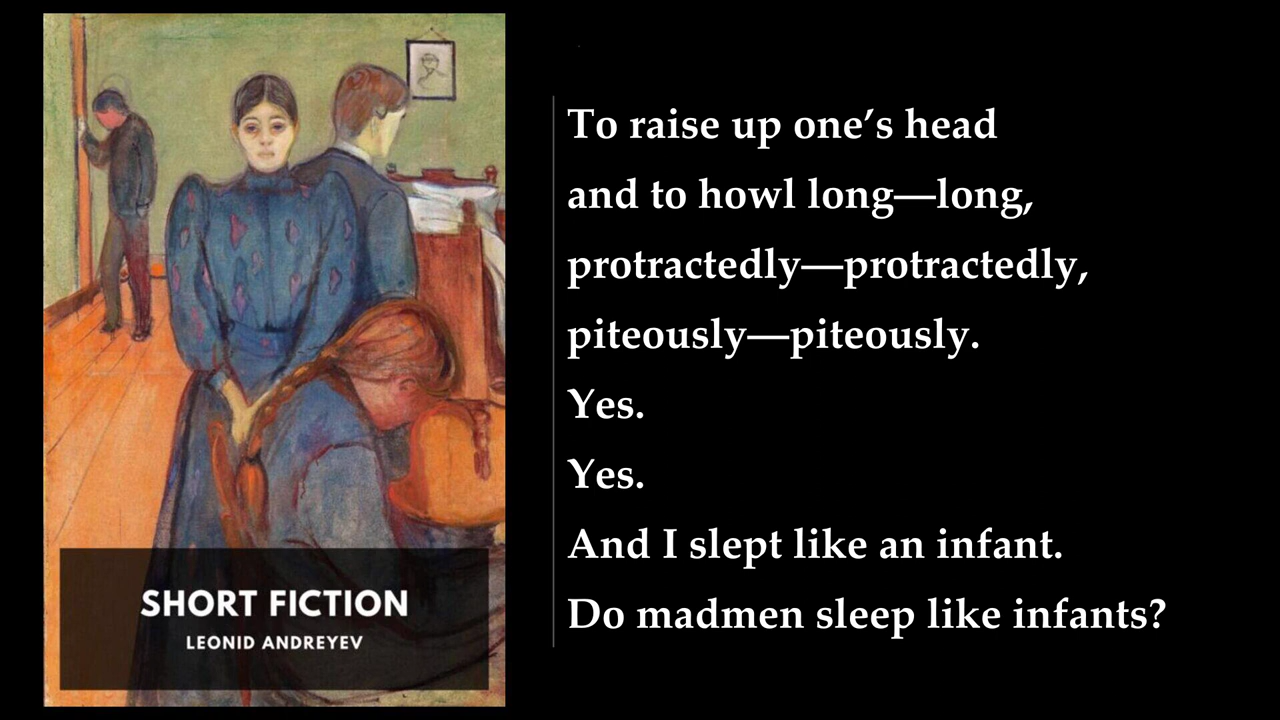 SHORT FICTION
LEONID ANDREYEV
To raise up one’s head
and to howl long—long,
protractedly—protractedly,
piteously—piteously.
Yes.
Yes.
And I slept like an infant.
Do madmen sleep like infants?